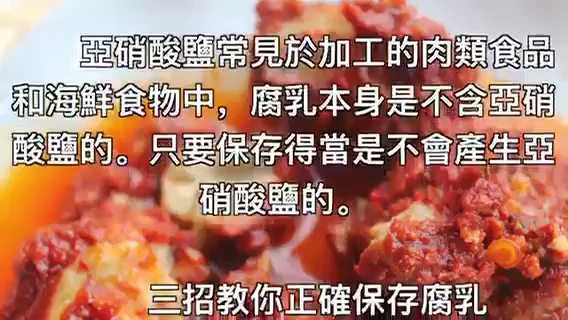 亞硝酸鹽常見於加工的肉類食品
和海鮮食物中，腐乳本身是不含亞硝
酸鹽的。只要保存得當是不會產生亞
硝酸鹽的。
三招教你正確保存腐乳